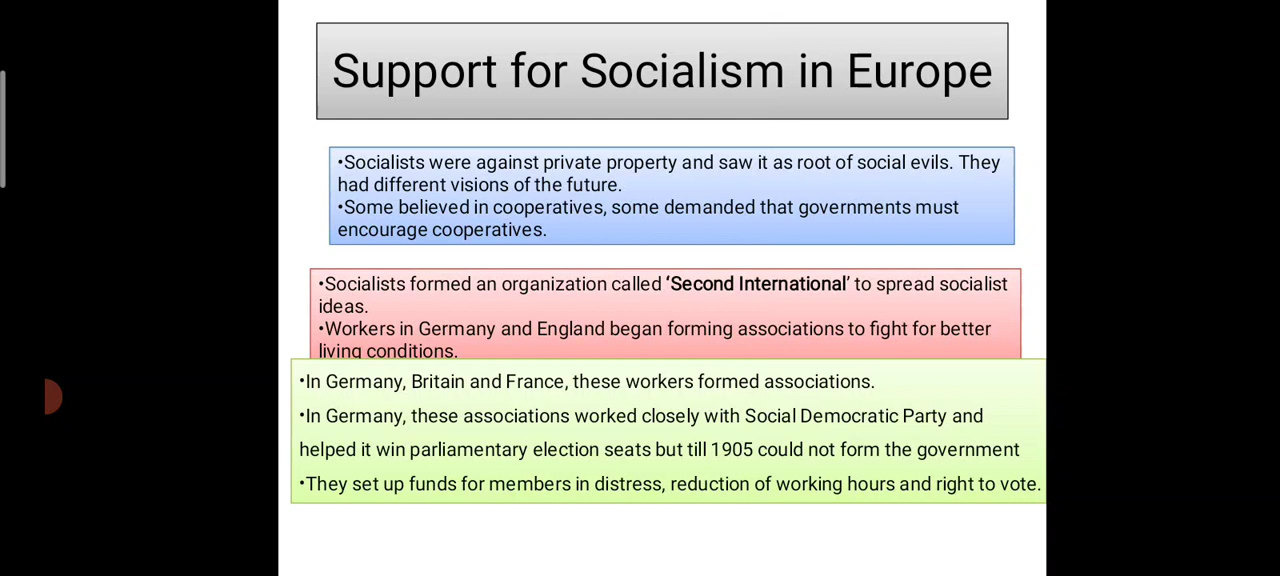 Support for Socialism in Europe
•Socialists were against private property and saw it as root of social evils. They
had different visions of the future.
•Some believed in cooperatives, some demanded that governments must
encourage cooperatives.
•Socialists formed an organization called ‘Second International’ to spread socialist
ideas.
•Workers in Germany and England began forming associations to fight for better
living conditions.
•In Germany, Britain and France, these workers formed associations.
•In Germany, these associations worked closely with Social Democratic Party and
helped it win parliamentary election seats but till 1905 could not form the government
•They set up funds for members in distress, reduction of working hours and right to vote.